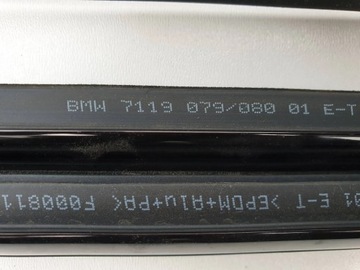 BMW 7119 079/080 01 E-T
01 E-T >EPDM+Alu+PA< F000811